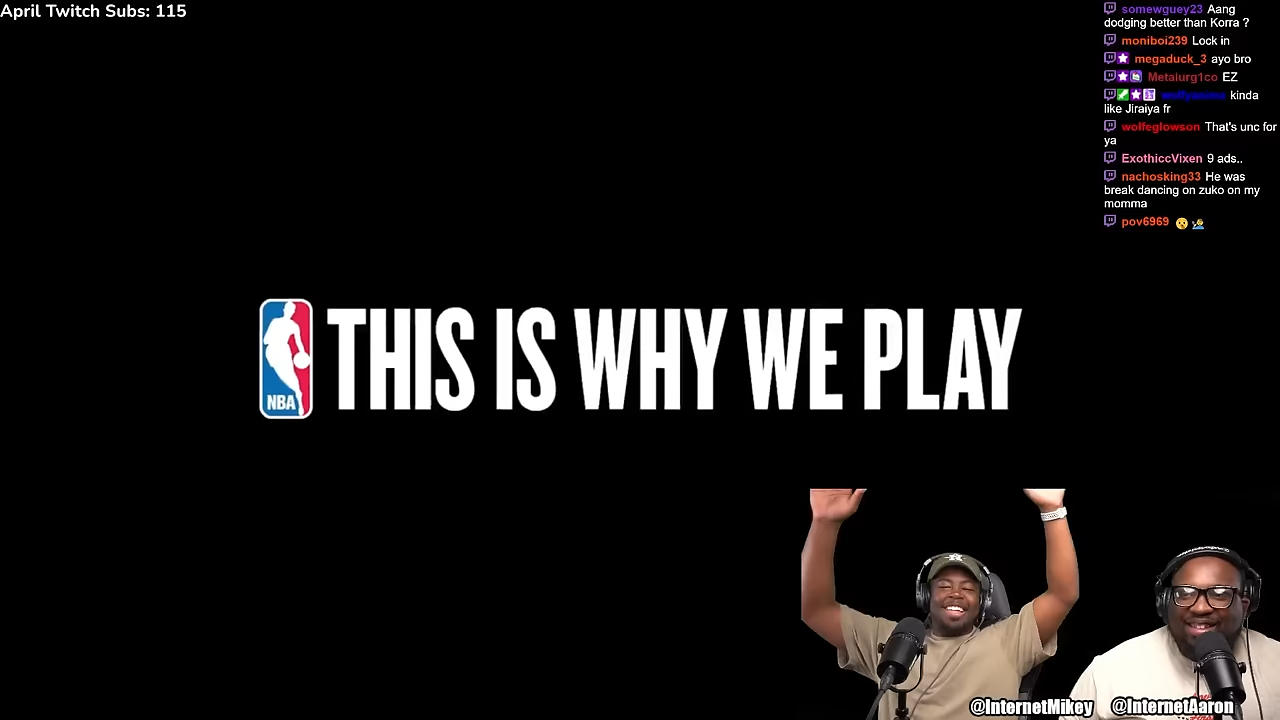 April Twitch Subs: 115
somewguey23 Aang
dodging better than Korra ?
moniboi239 Lock in
megaduck_3 ayo bro
Metalurg1co EZ
kinda
like Jiraiya fr
wolfeglowson That's unc for
ya
ExothiccVixen 9 ads..
nachosking33 He was
break dancing on zuko on my
momma
pov6969
NBA THIS IS WHY WE PLAY
@InternetMikey @InternetAaron